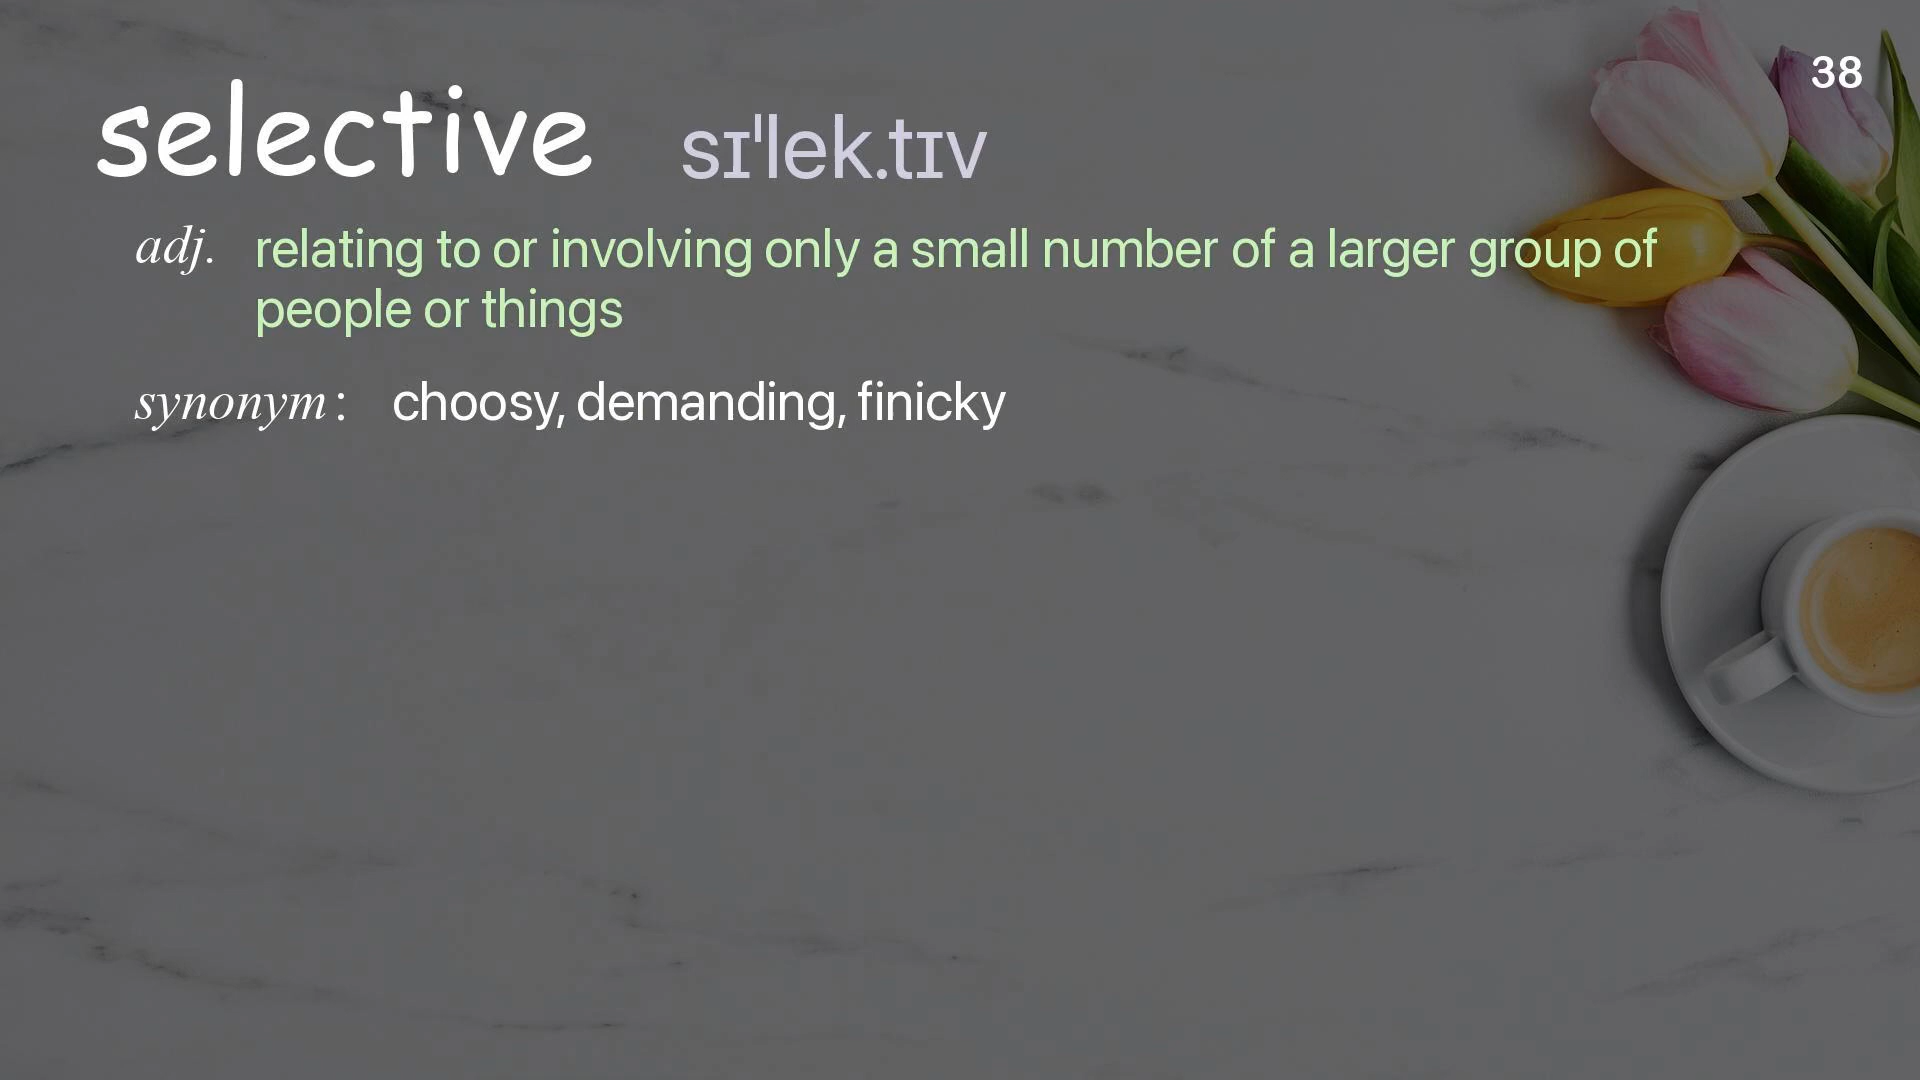 38
selective sɪˈlek.tɪv
adj. relating to or involving only a small number of a larger group of
people or things
synonym : choosy, demanding, finicky